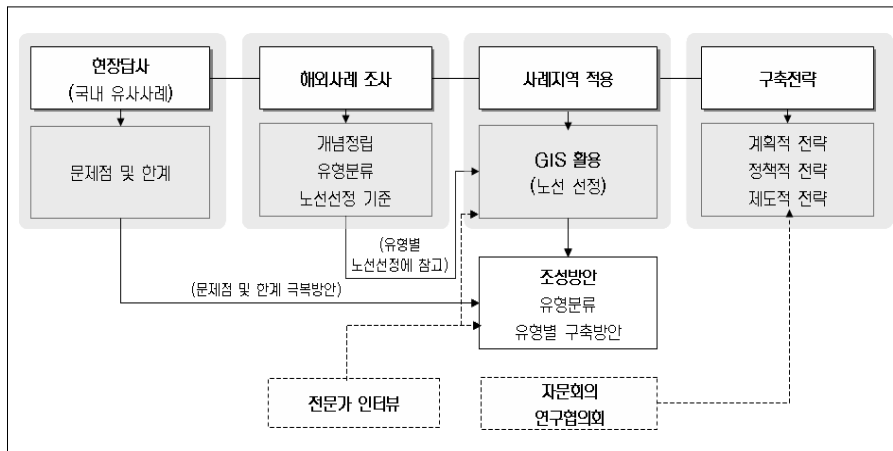 현장답사
(국내 유사사례)
해외사례 조사
사례지역 적용
구축전략
문제점 및 한계
개념정립
유형분류
노선선정 기준
GIS 활용
(노선 선정)
계획적 전략
정책적 전략
제도적 전략
(유형별
노선선정에 참고)
(문제점 및 한계 극복방안)
조성방안
유형분류
유형별 구축방안
전문가 인터뷰
자문회의
연구협의회